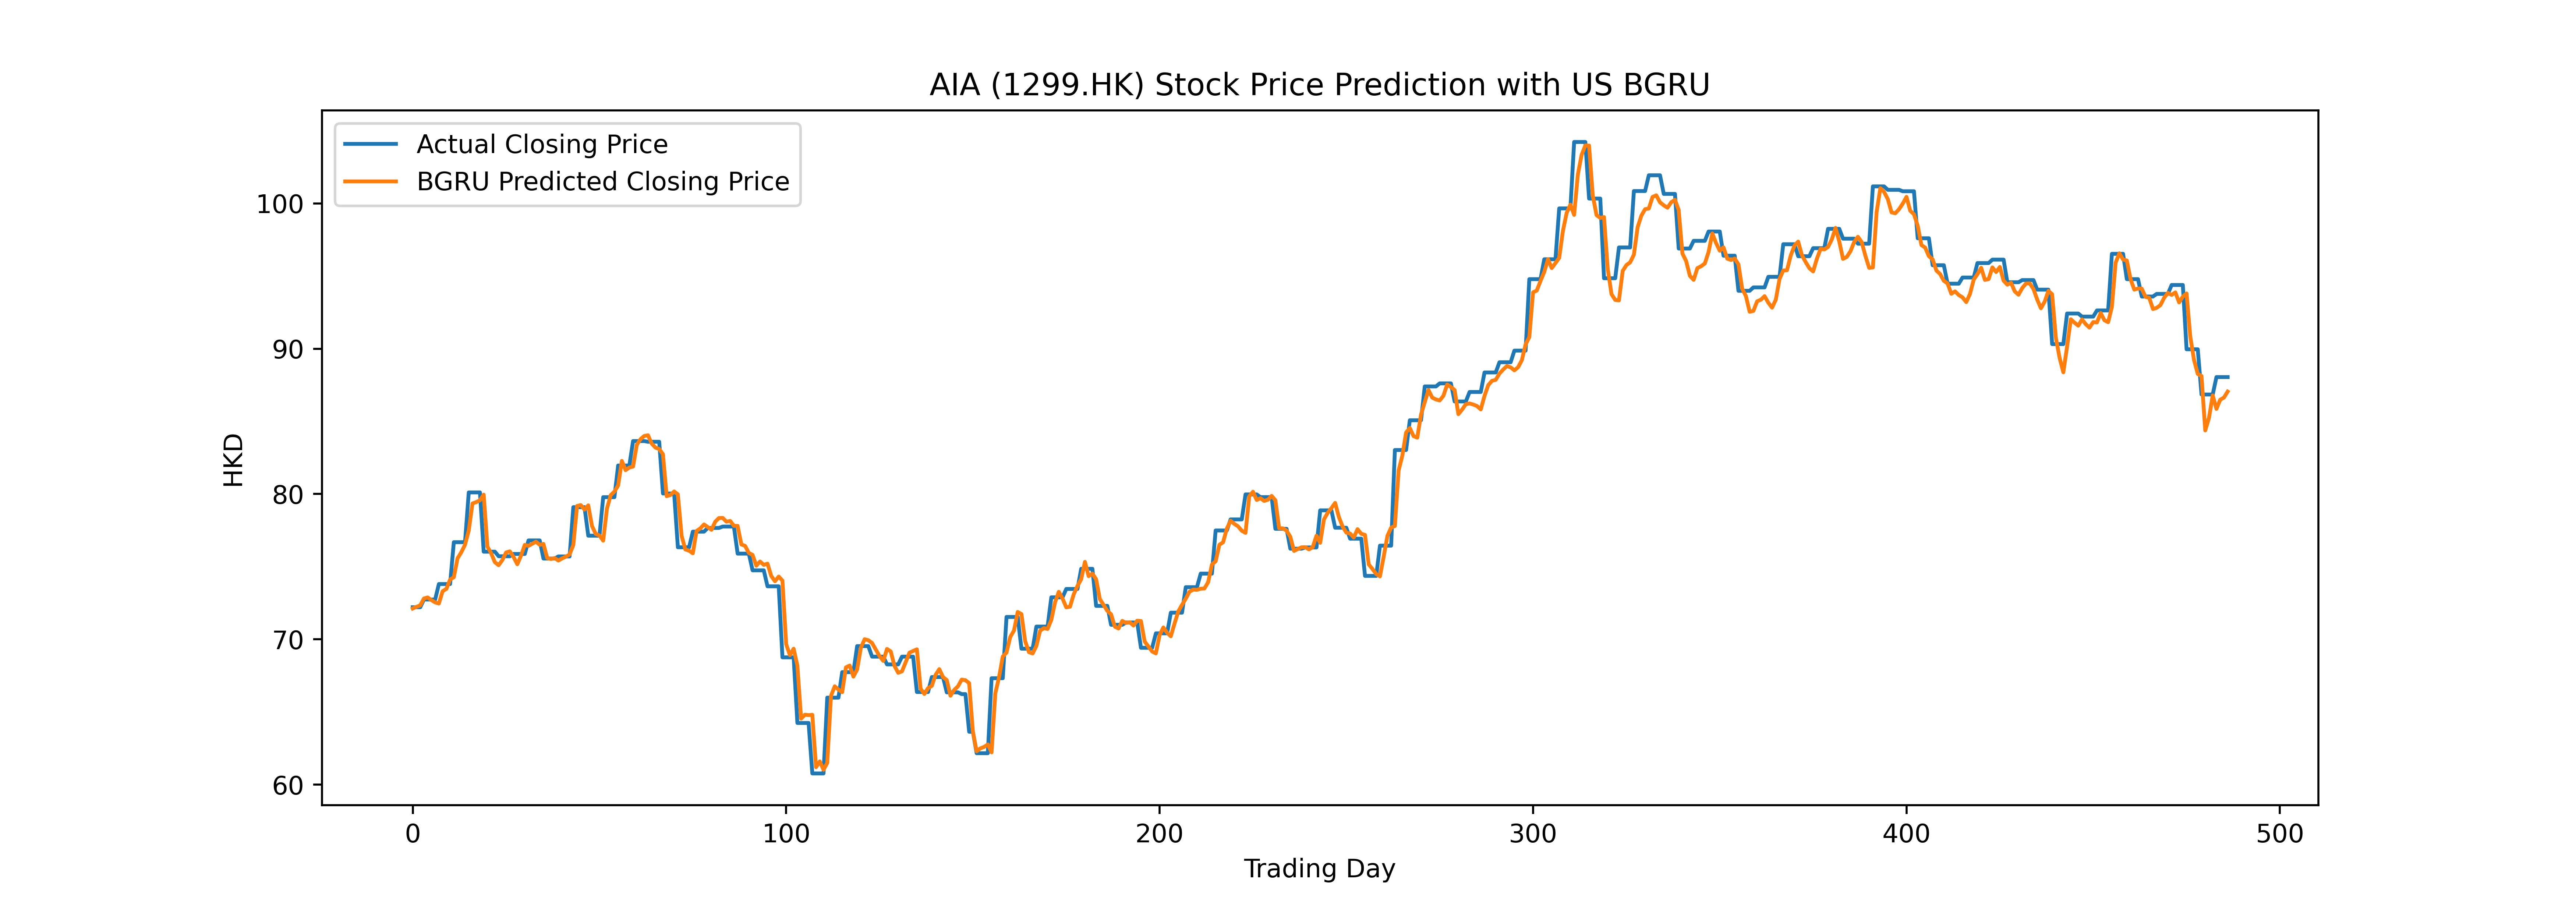 AIA (1299.HK) Stock Price Prediction with US BGRU
Actual Closing Price
BGRU Predicted Closing Price
HKD
100
90
80
70
60
0 100 200 300 400 500
Trading Day